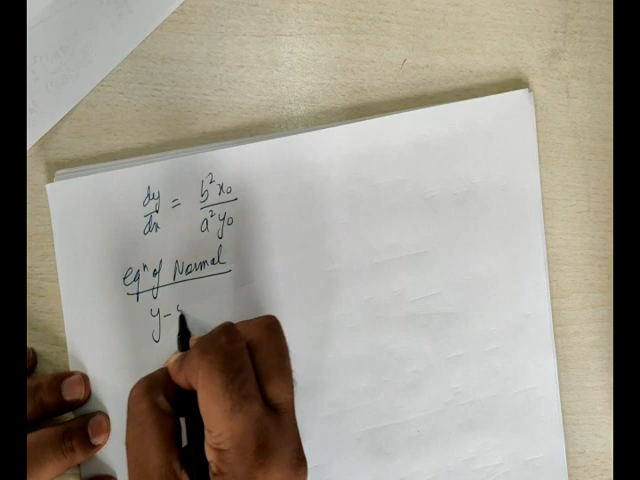 dy/dx = b²x₀/a²y₀
eqⁿ of Normal
y-